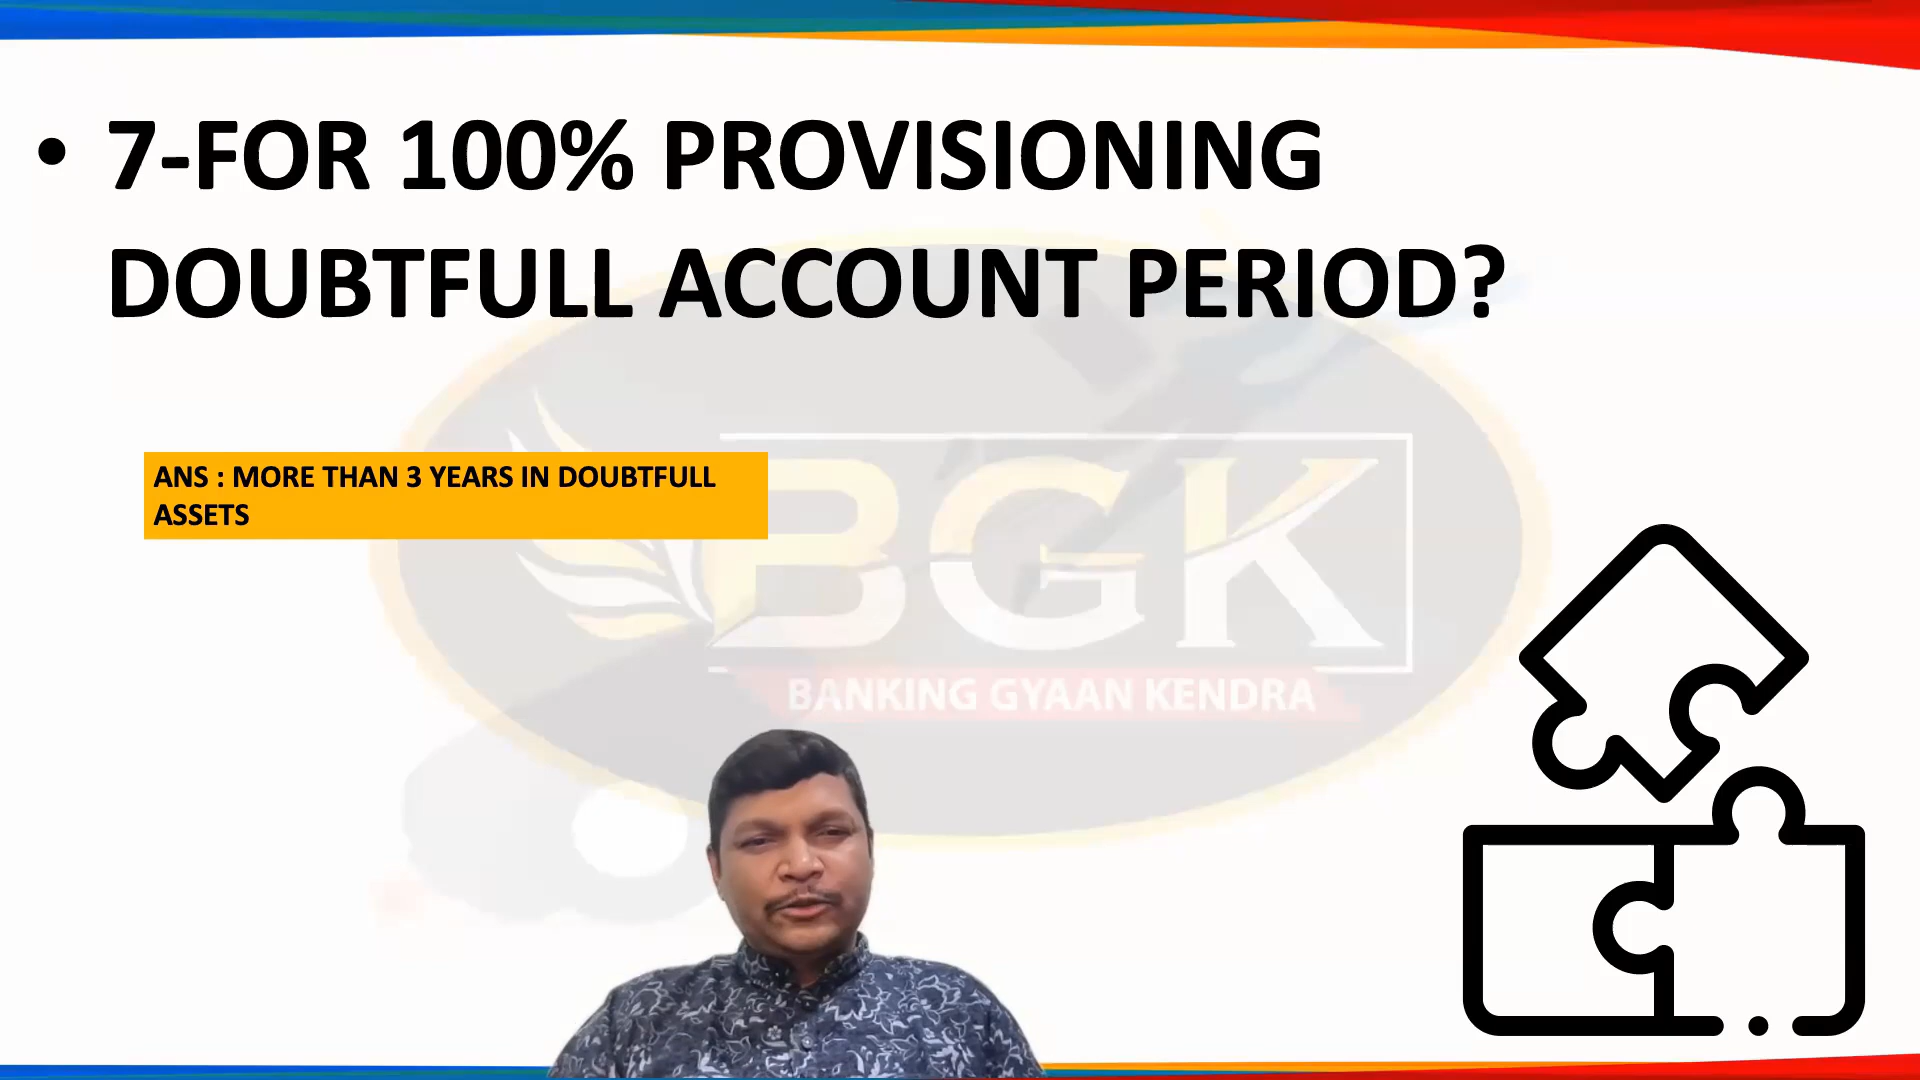 • 7-FOR 100% PROVISIONING
DOUBTFULL ACCOUNT PERIOD?
ANS : MORE THAN 3 YEARS IN DOUBTFULL
ASSETS
BGK
BANKING GYAAN KENDRA